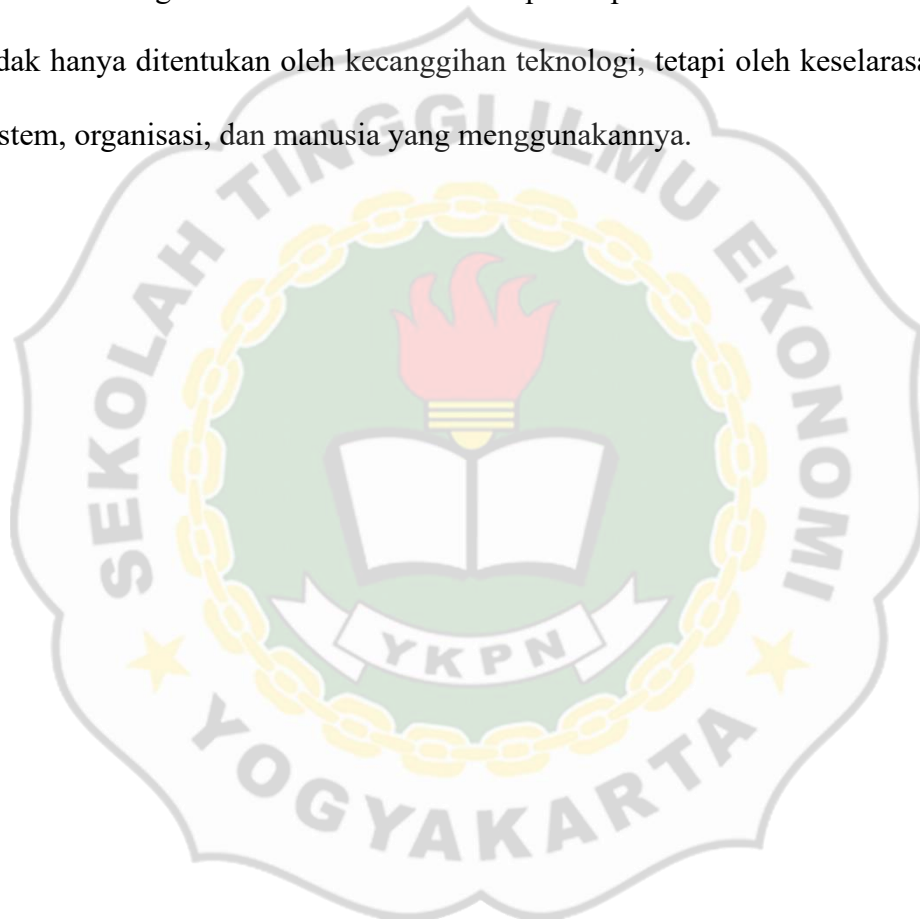 dak hanya ditentukan oleh kecanggihan teknologi, tetapi oleh keselarasa
stem, organisasi, dan manusia yang menggunakannya.
SEKOLAH TINGGI ILMU EKONOMI
YKPN
YOGYAKARTA